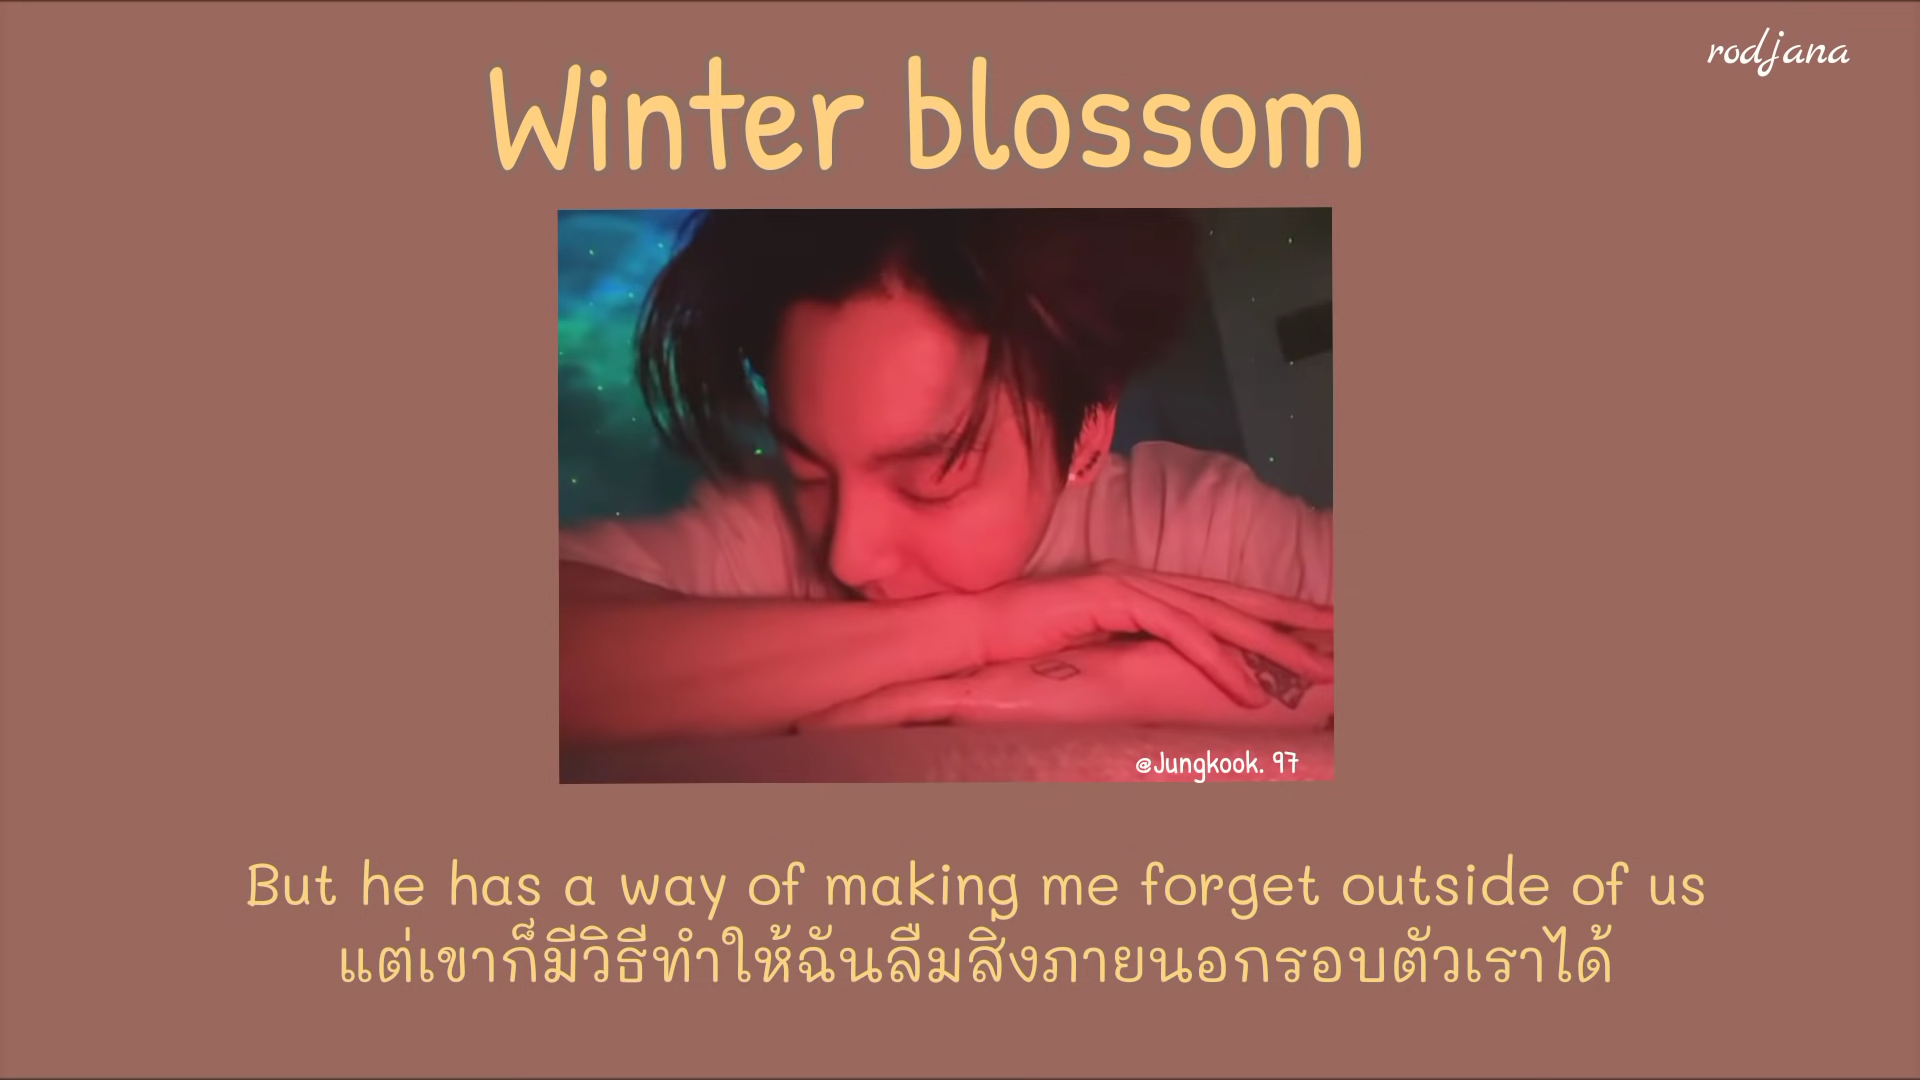 rodjana
Winter blossom
@Jungkook. 97
But he has a way of making me forget outside of us
แต่เขาก็มีวิธีทำให้ฉันลืมสิ่งภายนอกรอบตัวเราได้